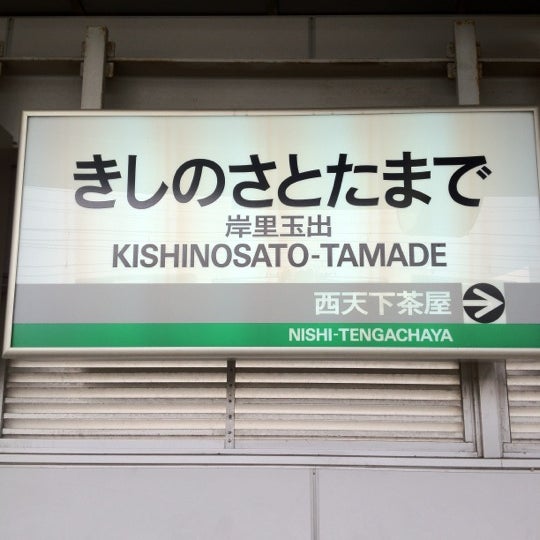 きしのさとたまで
岸里玉出
KISHINOSATO-TAMADE
西天下茶屋
NISHI-TENGACHAYA